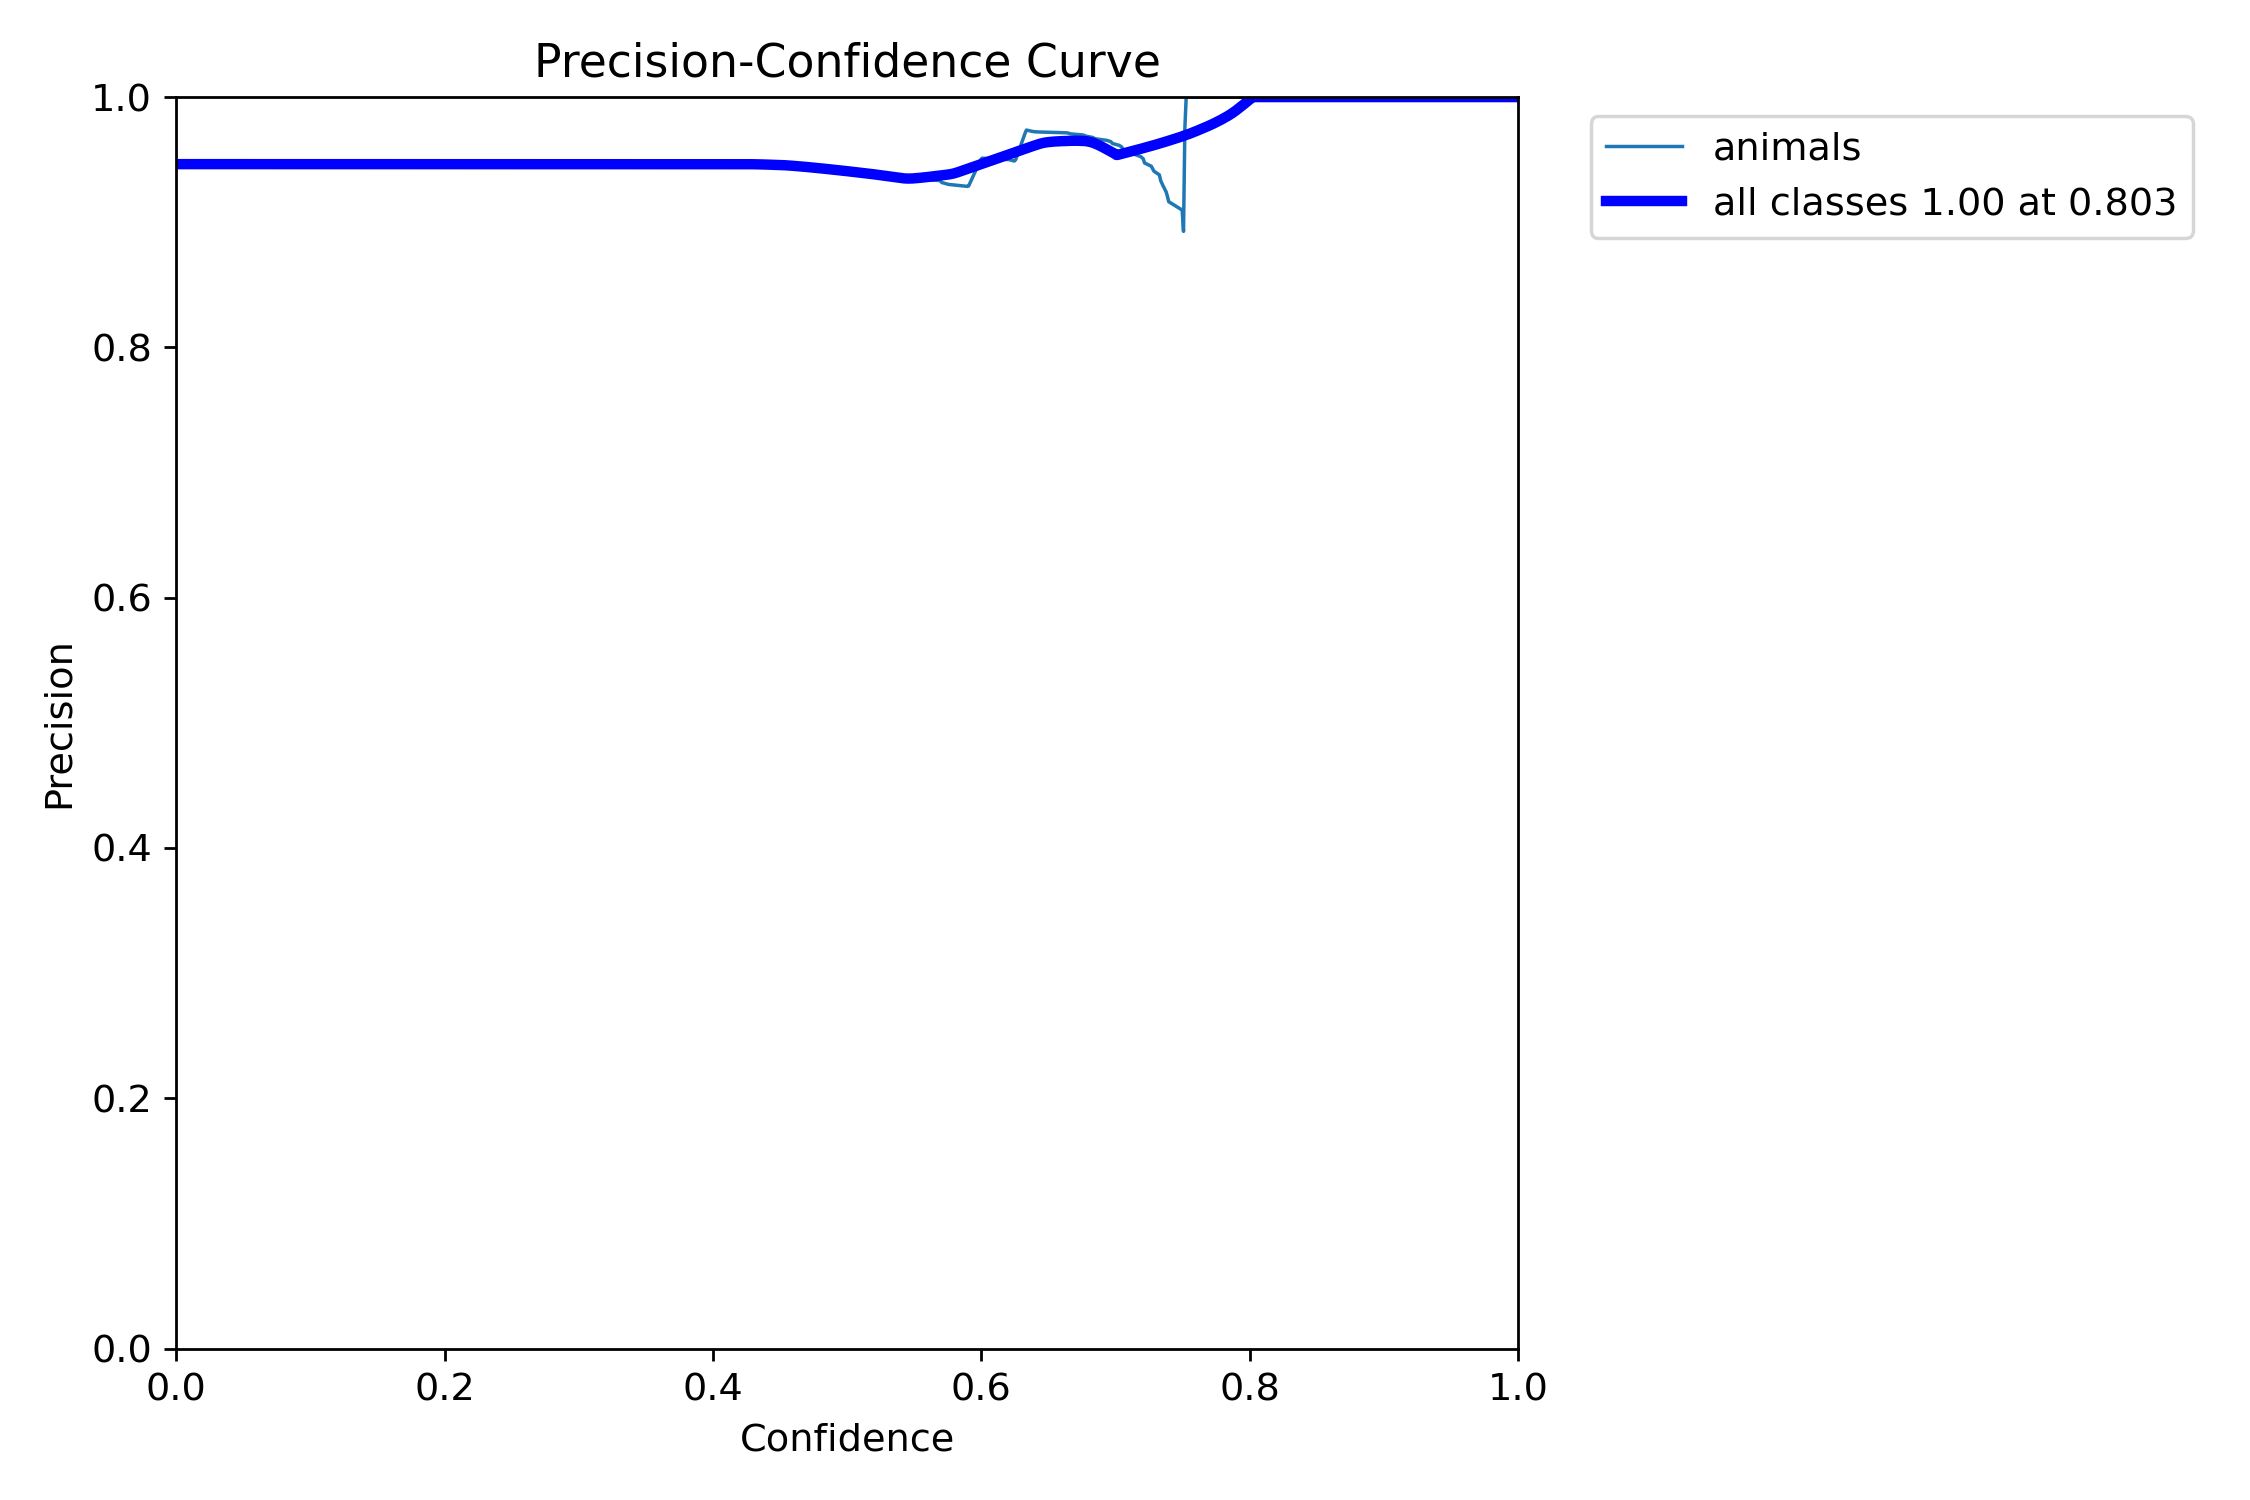 Precision-Confidence Curve
1.0
0.8
0.6
0.4
0.2
0.0
Precision
0.0 0.2 0.4 0.6 0.8 1.0
Confidence
animals
all classes 1.00 at 0.803